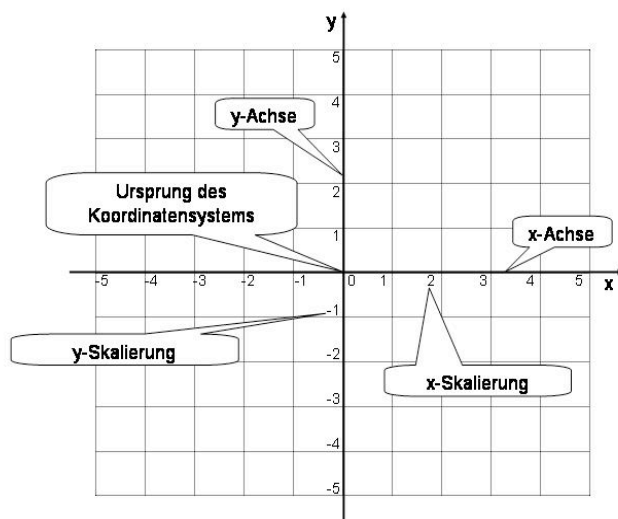 y
5
4
y-Achse
3
2
Ursprung des
Koordinatensystems
1
x-Achse
-5 -4 -3 -2 -1 0 1 2 3 4 5 x
-1
y-Skalierung
-2
x-Skalierung
-3
-4
-5